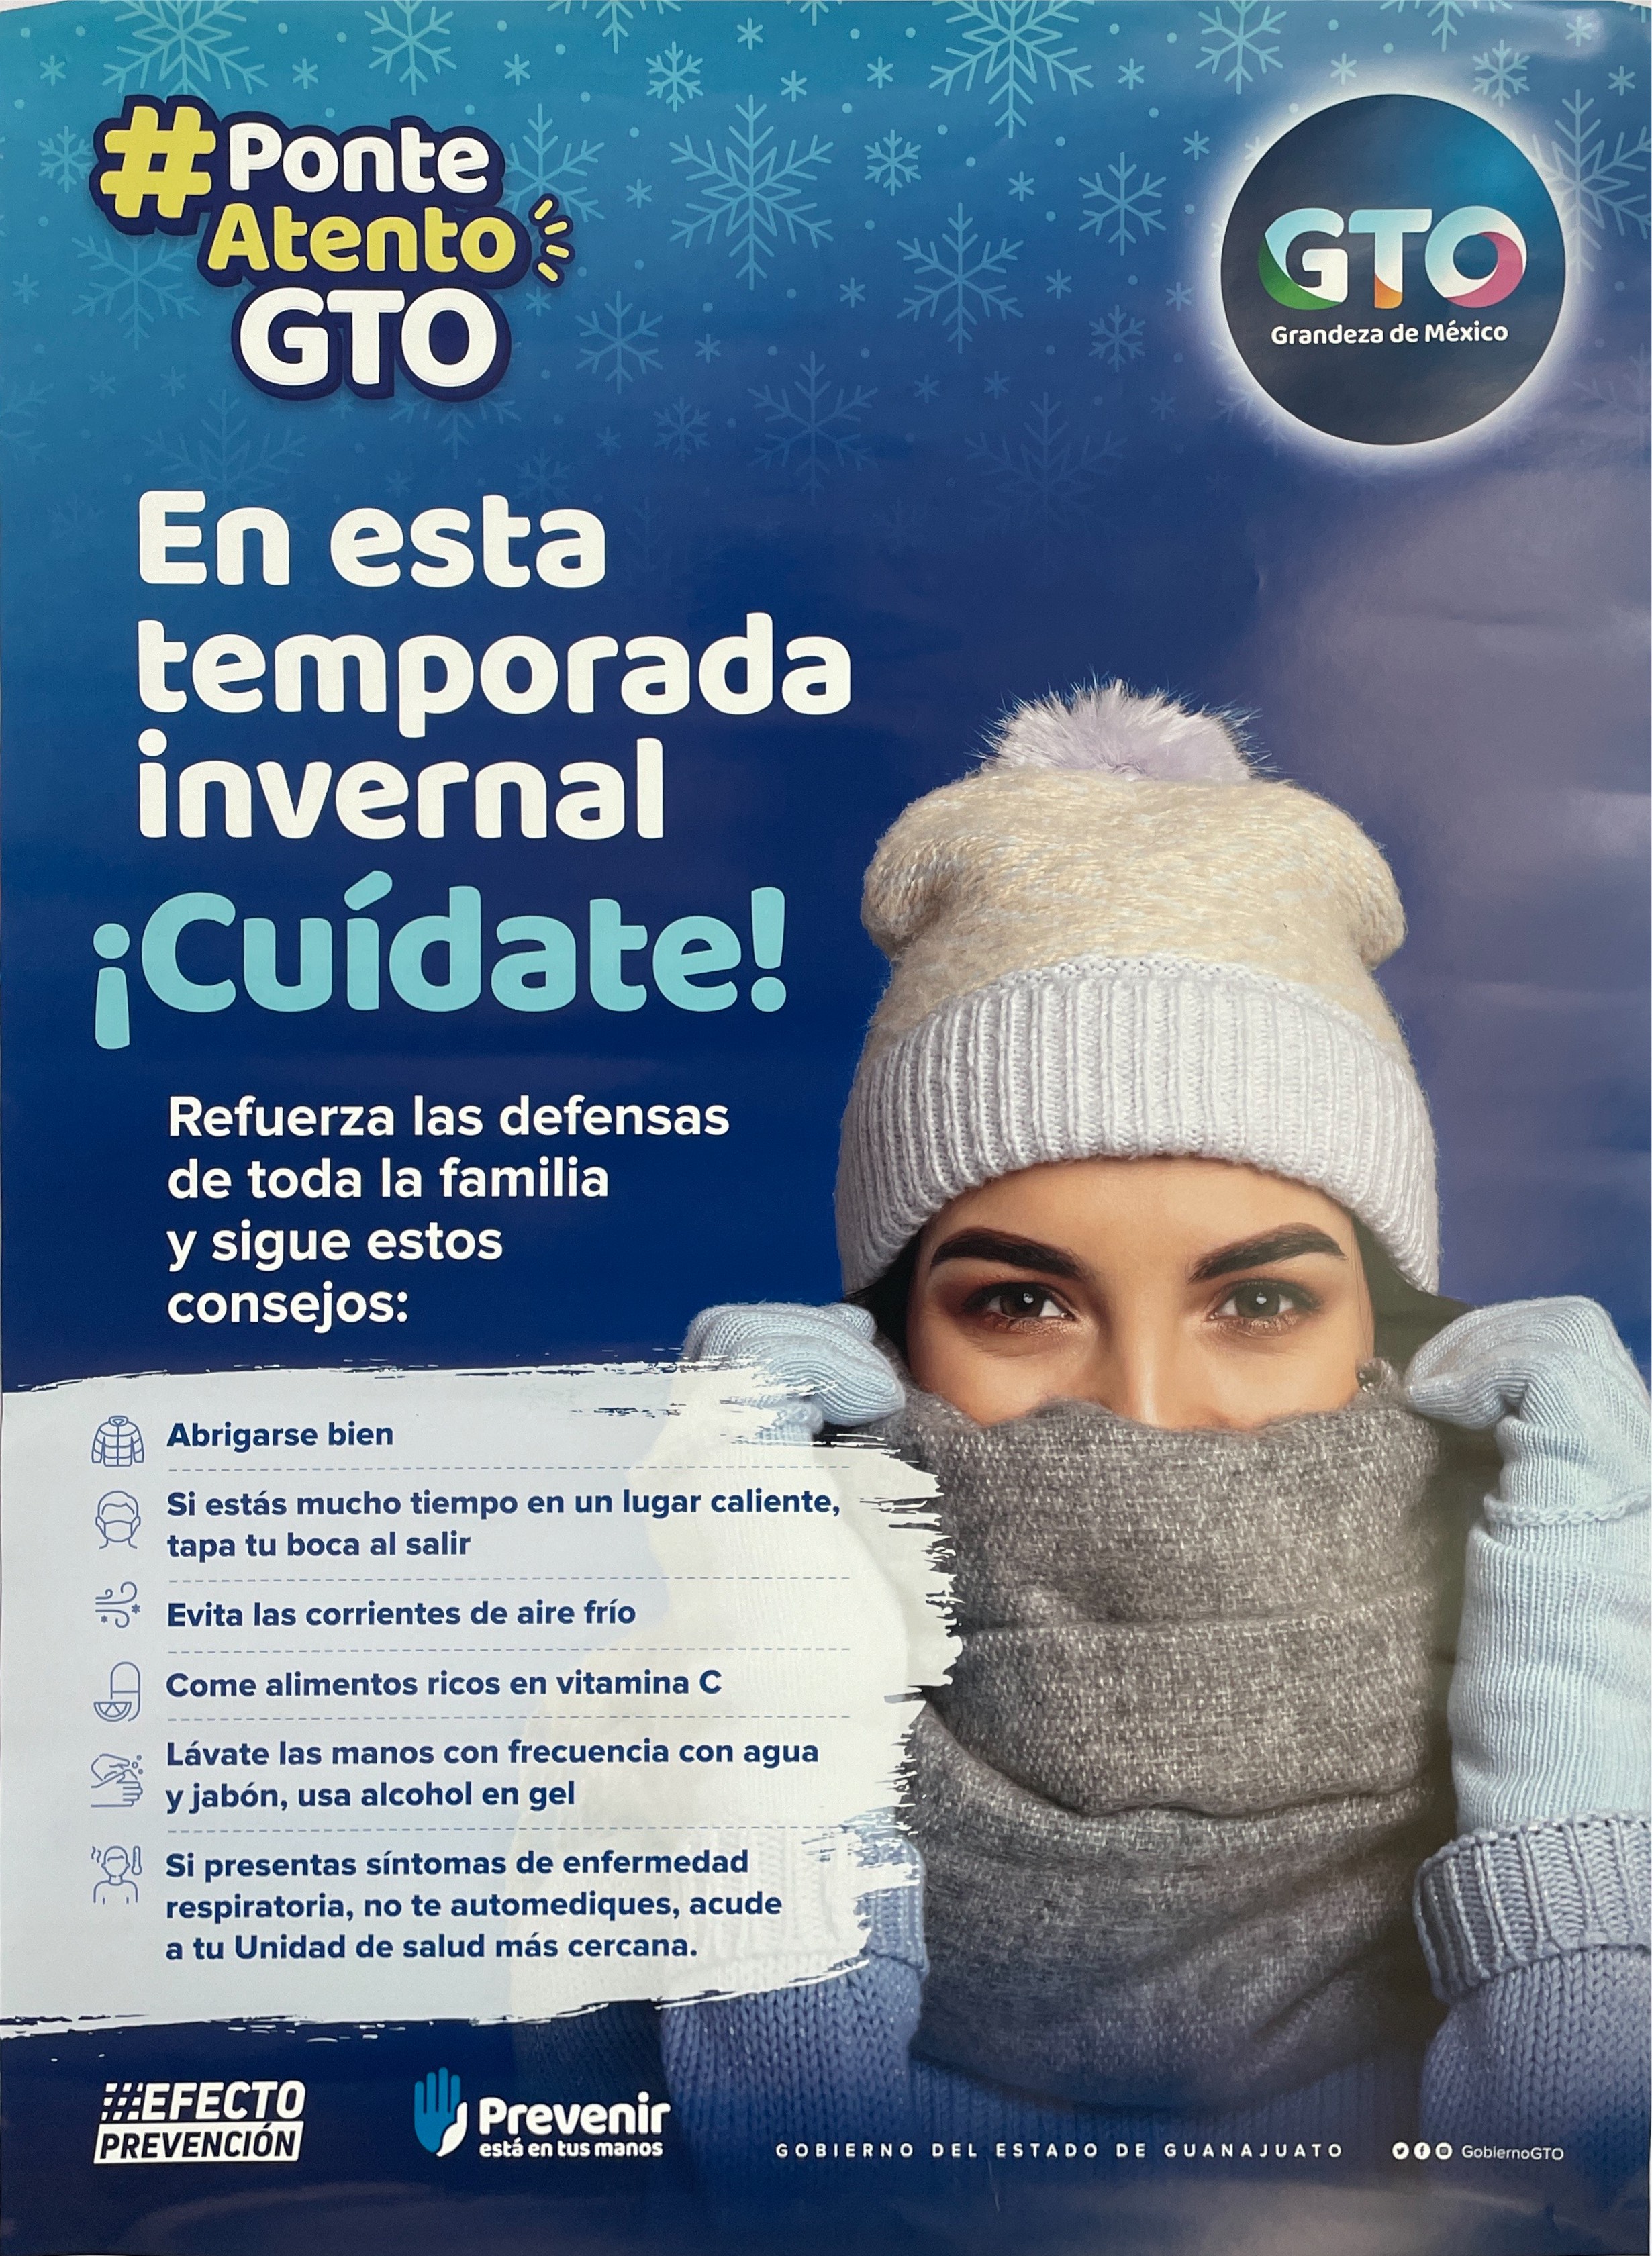 #Ponte
Atento
GTO
GTO
Grandeza de México
En esta
temporada
invernal
¡Cuídate!
Refuerza las defensas
de toda la familia
y sigue estos
consejos:
Abrigarse bien
Si estás mucho tiempo en un lugar caliente,
tapa tu boca al salir
Evita las corrientes de aire frío
Come alimentos ricos en vitamina C
Lávate las manos con frecuencia con agua
y jabón, usa alcohol en gel
Si presentas síntomas de enfermedad
respiratoria, no te automediques, acude
a tu Unidad de salud más cercana.
EFECTO
PREVENCIÓN
Prevenir
está en tus manos
GOBIERNO DEL ESTADO DE GUANAJUATO
GobiernoGTO